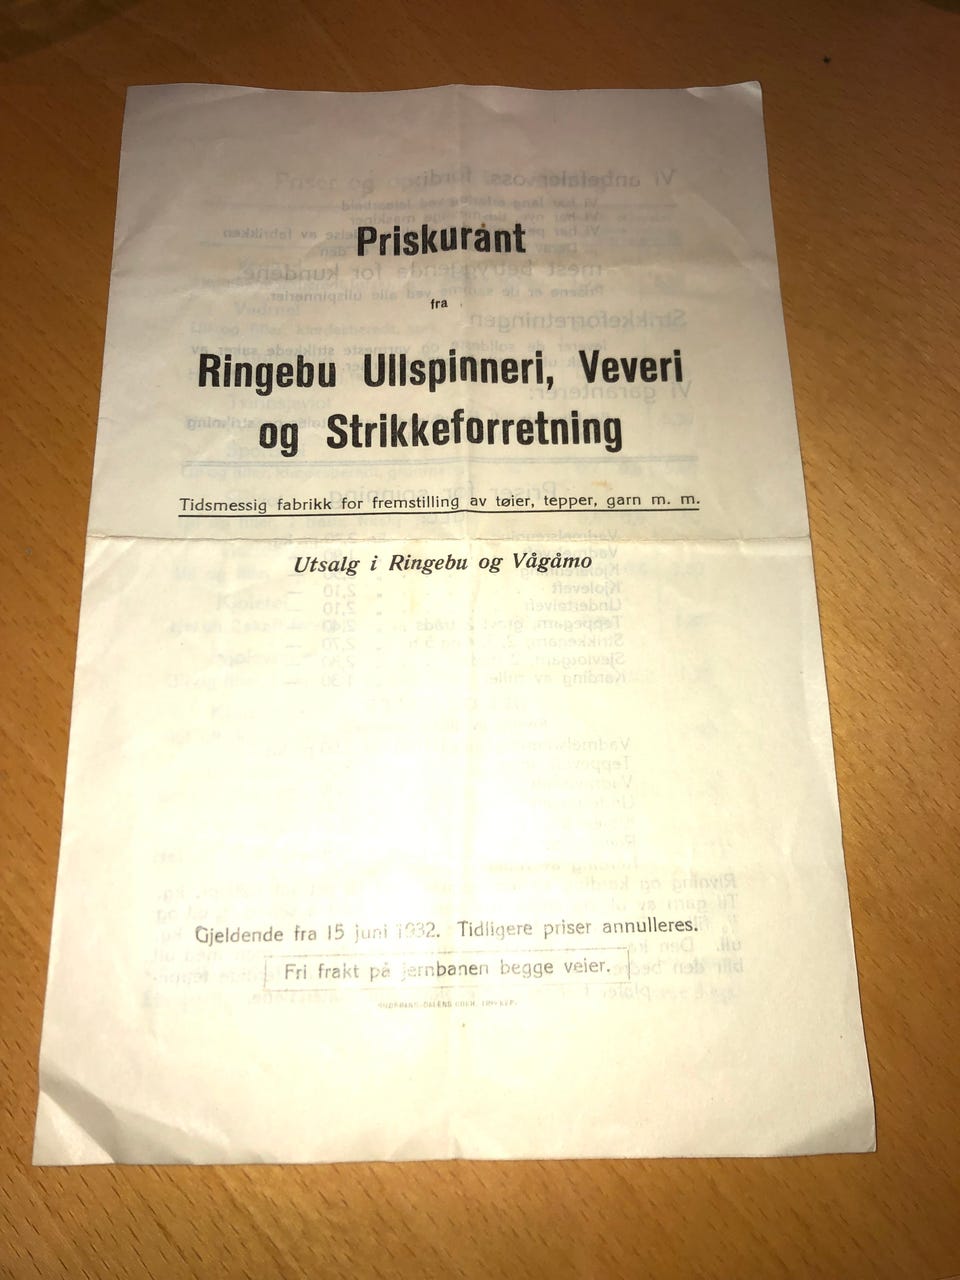 Priskurant
fra
Ringebu Ullspinneri, Veveri
og Strikkeforretning
Tidsmessig fabrikk for fremstilling av tøier, tepper, garn m. m.
Utsalg i Ringebu og Vågåmo
Gjeldende fra 15 juni 1932. Tidligere priser annulleres.
Fri frakt på jernbanen begge veier.